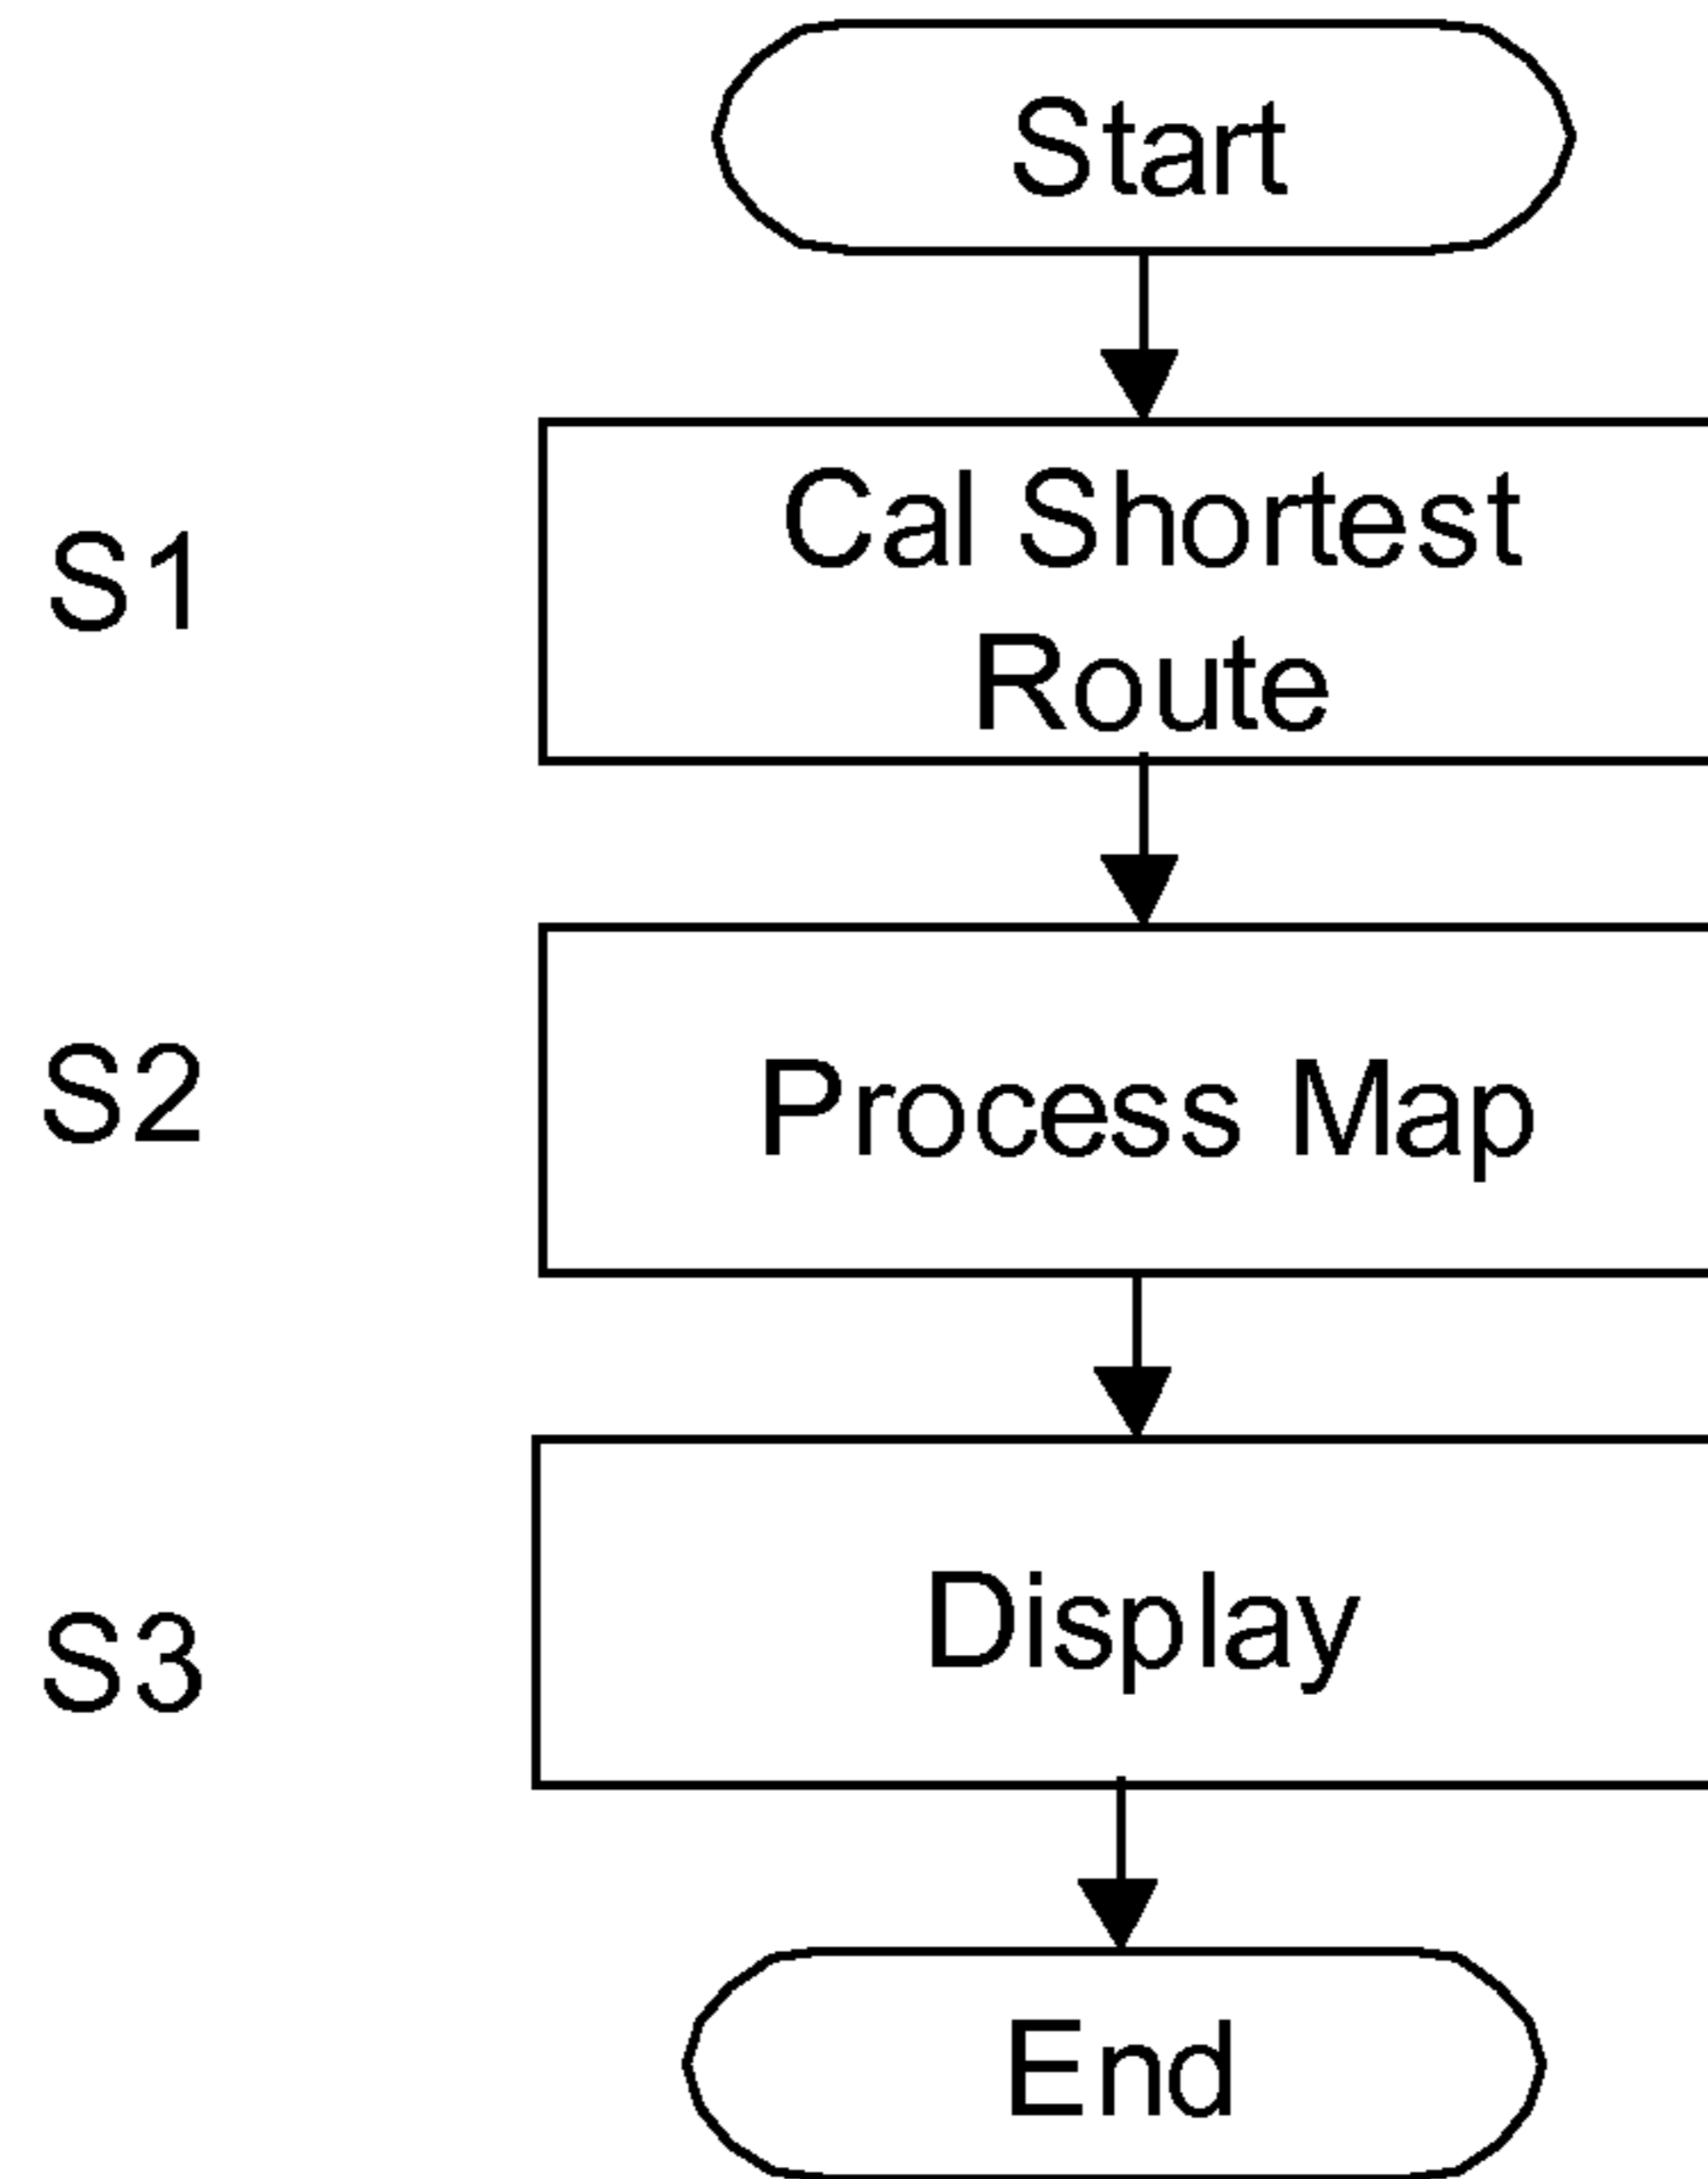 Start
Cal Shortest
Route
S1
Process Map
S2
Display
S3
End